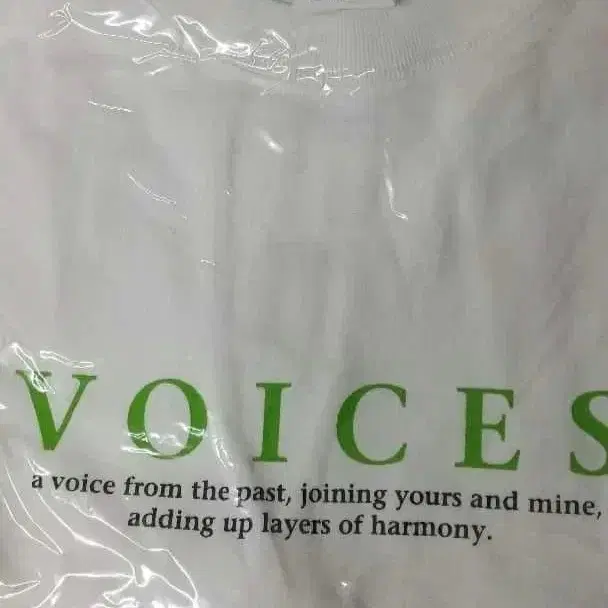 VOICES
a voice from the past, joining yours and mine,
adding up layers of harmony.